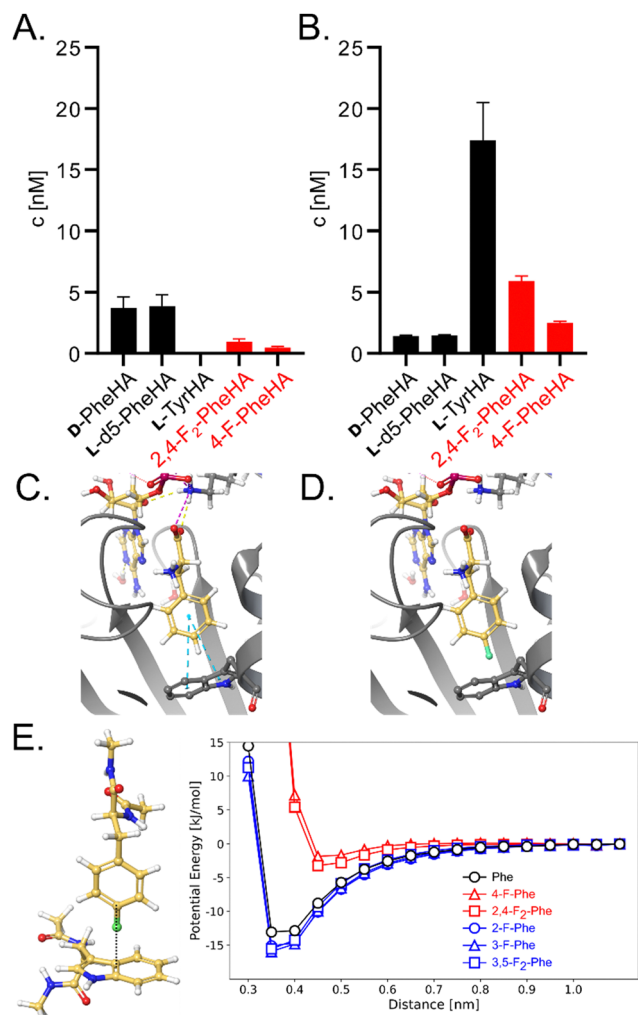 A.
B.
25
20
15
10
5
0
c [nM]
D-PheHA
L-d5-PheHA
L-TyrHA
2,4-F₂-PheHA
4-F-PheHA
25
20
15
10
5
0
c [nM]
D-PheHA
L-d5-PheHA
L-TyrHA
2,4-F₂-PheHA
4-F-PheHA
C.
D.
E.
15
10
5
0
-5
-10
-15
Potential Energy [kJ/mol]
Phe
4-F-Phe
2,4-F₂-Phe
2-F-Phe
3-F-Phe
3,5-F₂-Phe
0.3 0.4 0.5 0.6 0.7 0.8 0.9 1.0
Distance [nm]